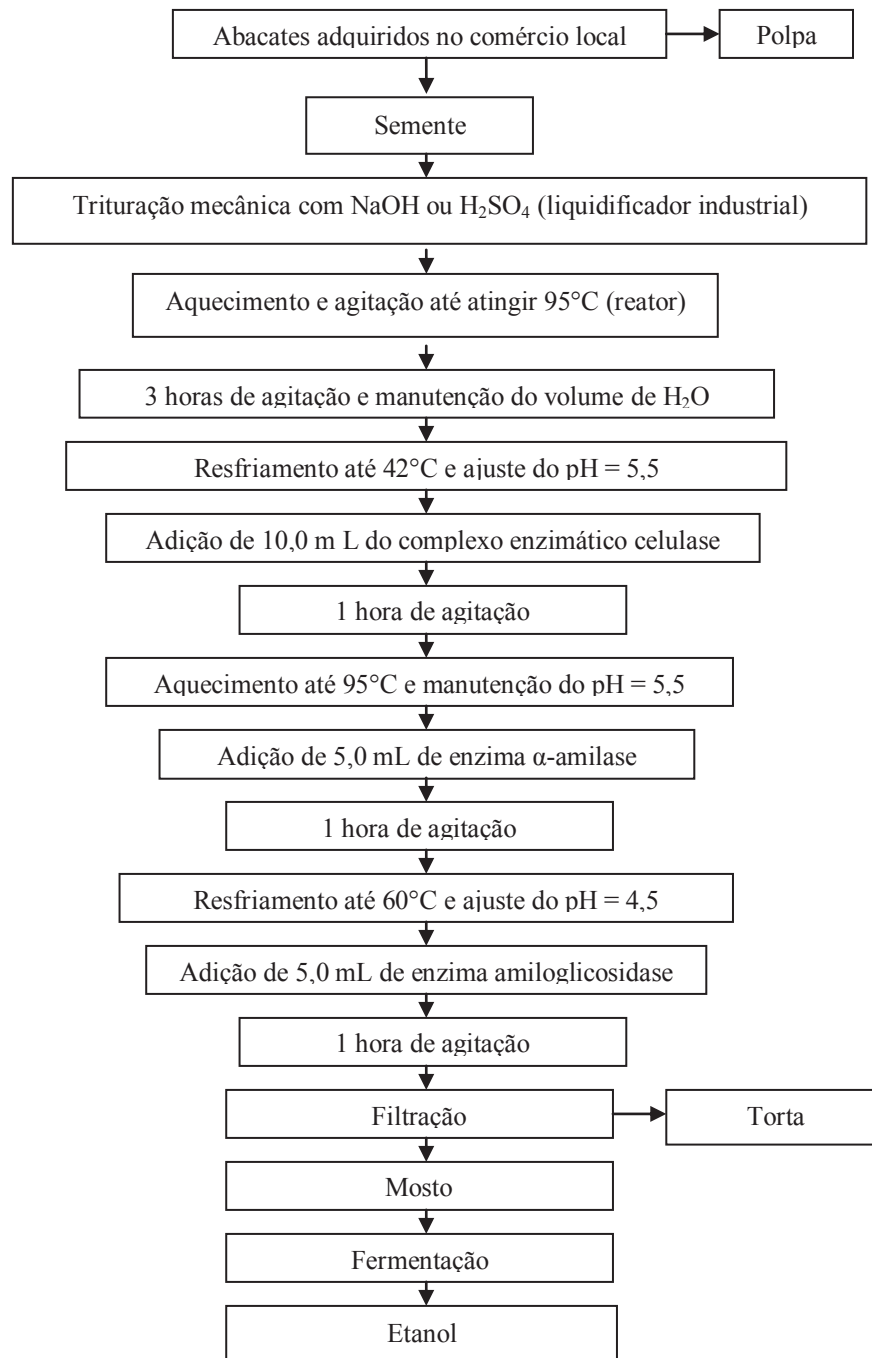 Abacates adquiridos no comércio local
Polpa
Semente
Trituração mecânica com NaOH ou H₂SO₄ (liquidificador industrial)
Aquecimento e agitação até atingir 95°C (reator)
3 horas de agitação e manutenção do volume de H₂O
Resfriamento até 42°C e ajuste do pH = 5,5
Adição de 10,0 m L do complexo enzimático celulase
1 hora de agitação
Aquecimento até 95°C e manutenção do pH = 5,5
Adição de 5,0 mL de enzima α-amilase
1 hora de agitação
Resfriamento até 60°C e ajuste do pH = 4,5
Adição de 5,0 mL de enzima amiloglicosidase
1 hora de agitação
Filtração
Torta
Mosto
Fermentação
Etanol